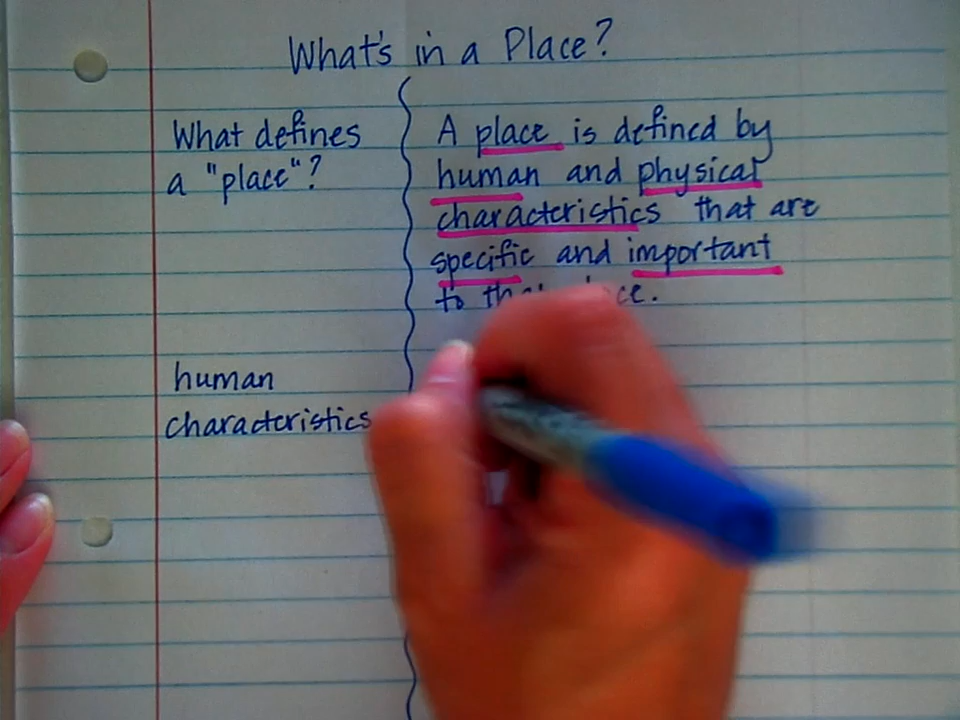 What's in a Place?
What defines
a "place"?
A place is defined by
human and physical
characteristics that are
specific and important
to
human
characteristics